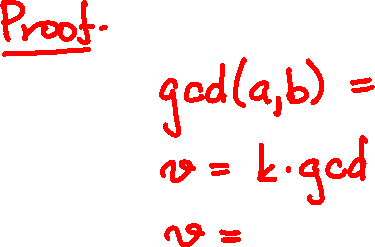 Proof.
gcd(a,b) =
v = k·gcd
v =